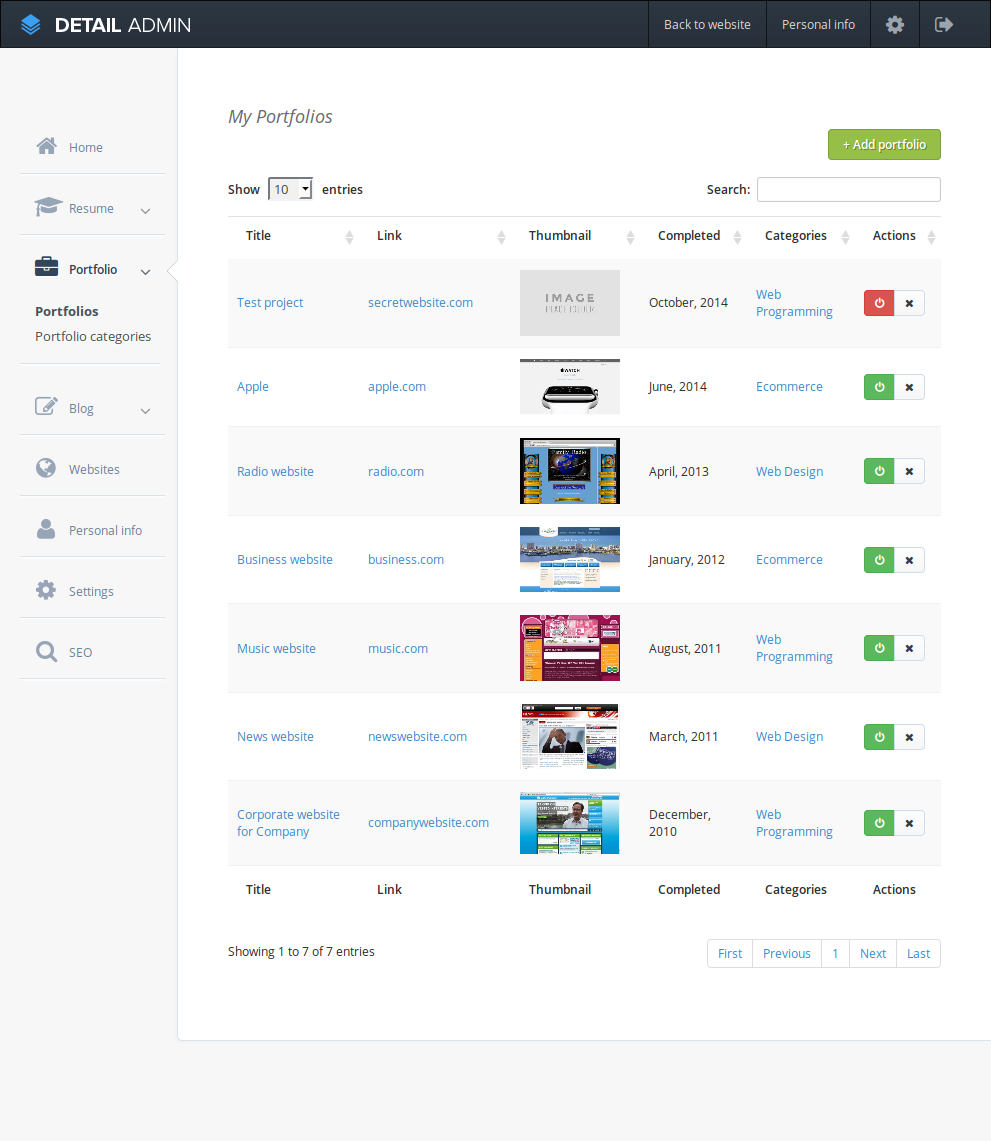 DETAIL ADMIN
Back to website
Personal info
Home
Resume
Portfolio
Portfolios
Portfolio categories
Blog
Websites
Personal info
Settings
SEO
My Portfolios
+ Add portfolio
Show 10 entries
Search:
Title Link Thumbnail Completed Categories Actions
Test project secretwebsite.com IMAGE October, 2014 Web
PLACEHOLDER Programming
Apple apple.com WATCH June, 2014 Ecommerce
Radio website radio.com Family Radio April, 2013 Web Design
Business website business.com January, 2012 Ecommerce
Music website music.com August, 2011 Web
Programming
News website newswebsite.com March, 2011 Web Design
Corporate website companywebsite.com December, Web
for Company 2010 Programming
Title Link Thumbnail Completed Categories Actions
Showing 1 to 7 of 7 entries
First Previous 1 Next Last